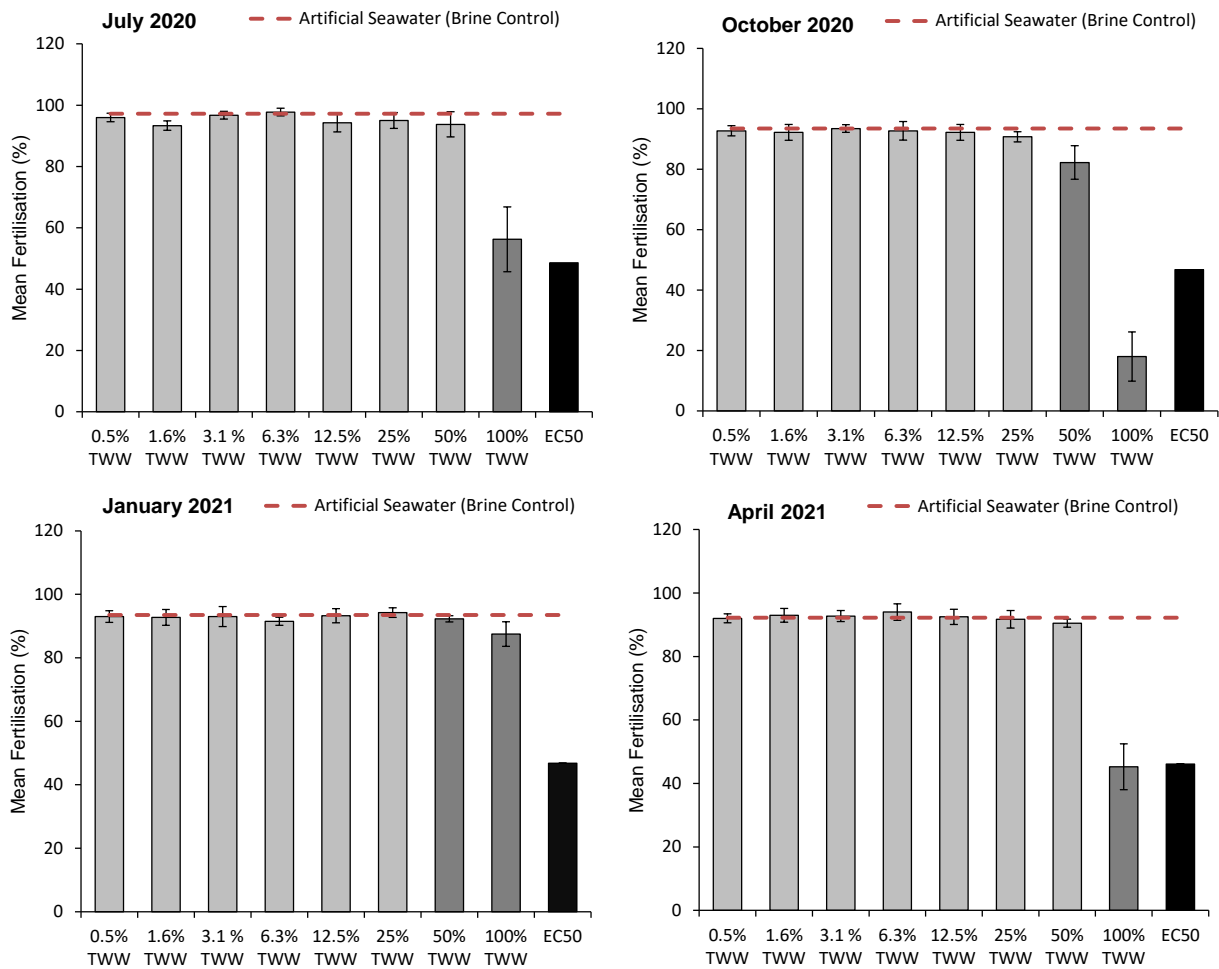 July 2020
Artificial Seawater (Brine Control)
Mean Fertilisation (%)
120
100
80
60
40
20
0
0.5% 1.6% 3.1 % 6.3% 12.5% 25% 50% 100% EC50
TWW TWW TWW TWW TWW TWW TWW TWW
October 2020
Artificial Seawater (Brine Control)
Mean Fertilisation (%)
120
100
80
60
40
20
0
0.5% 1.6% 3.1% 6.3% 12.5% 25% 50% 100% EC50
TWW TWW TWW TWW TWW TWW TWW TWW
January 2021
Artificial Seawater (Brine Control)
Mean Fertilisation (%)
120
100
80
60
40
20
0
0.5% 1.6% 3.1 % 6.3% 12.5% 25% 50% 100% EC50
TWW TWW TWW TWW TWW TWW TWW TWW
April 2021
Artificial Seawater (Brine Control)
Mean Fertilisation (%)
120
100
80
60
40
20
0
0.5% 1.6% 3.1 % 6.3% 12.5% 25% 50% 100% EC50
TWW TWW TWW TWW TWW TWW TWW TWW